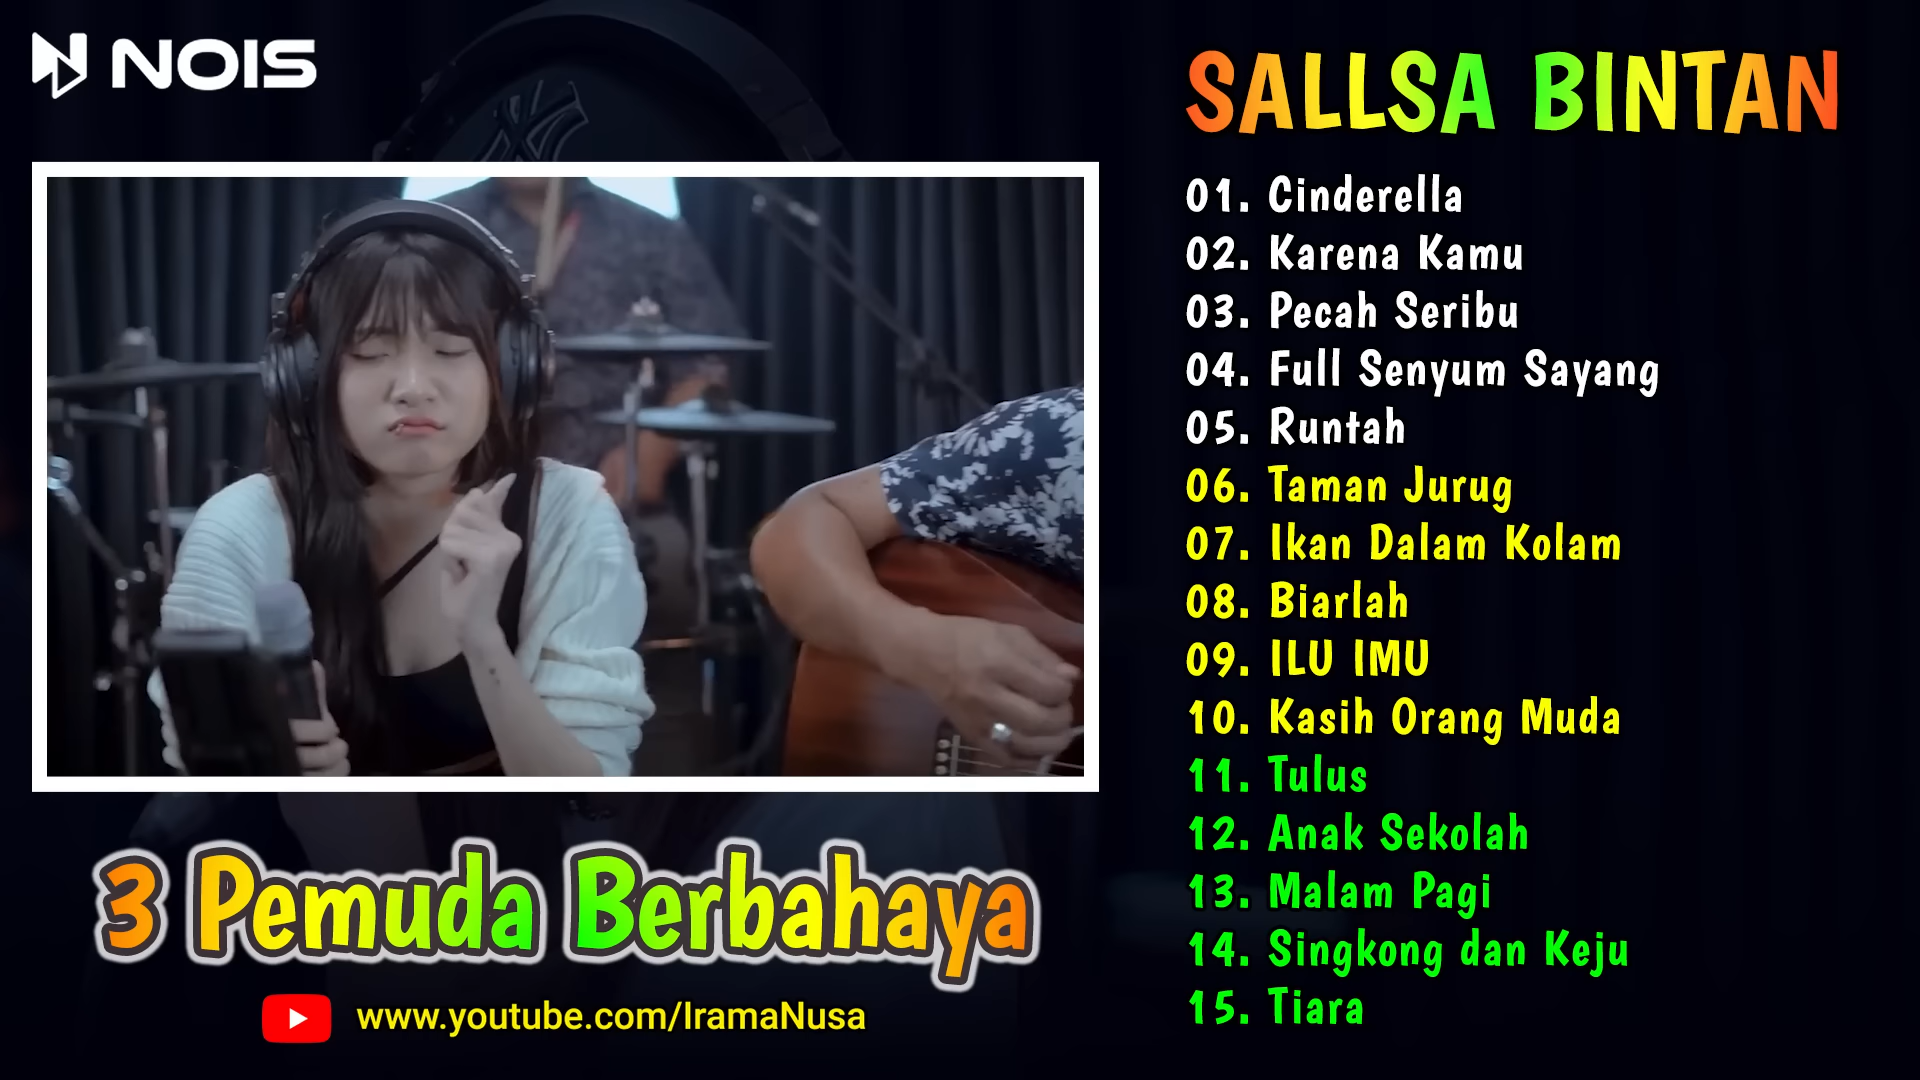 NOIS
SALLSA BINTAN
01. Cinderella
02. Karena Kamu
03. Pecah Seribu
04. Full Senyum Sayang
05. Runtah
06. Taman Jurug
07. Ikan Dalam Kolam
08. Biarlah
09. ILU IMU
10. Kasih Orang Muda
11. Tulus
12. Anak Sekolah
13. Malam Pagi
14. Singkong dan Keju
15. Tiara
3 Pemuda Berbahaya
www.youtube.com/IramaNusa